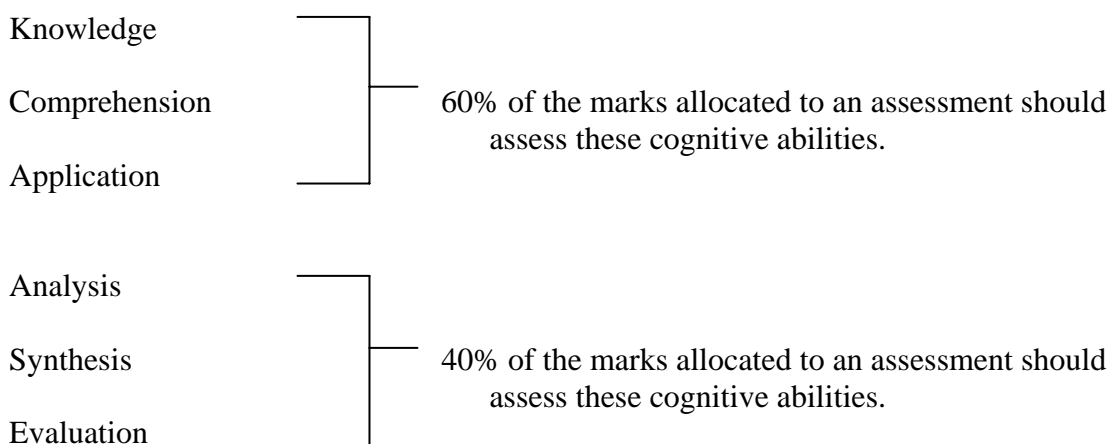 Knowledge
Comprehension
60% of the marks allocated to an assessment should
assess these cognitive abilities.
Application
Analysis
Synthesis
40% of the marks allocated to an assessment should
assess these cognitive abilities.
Evaluation